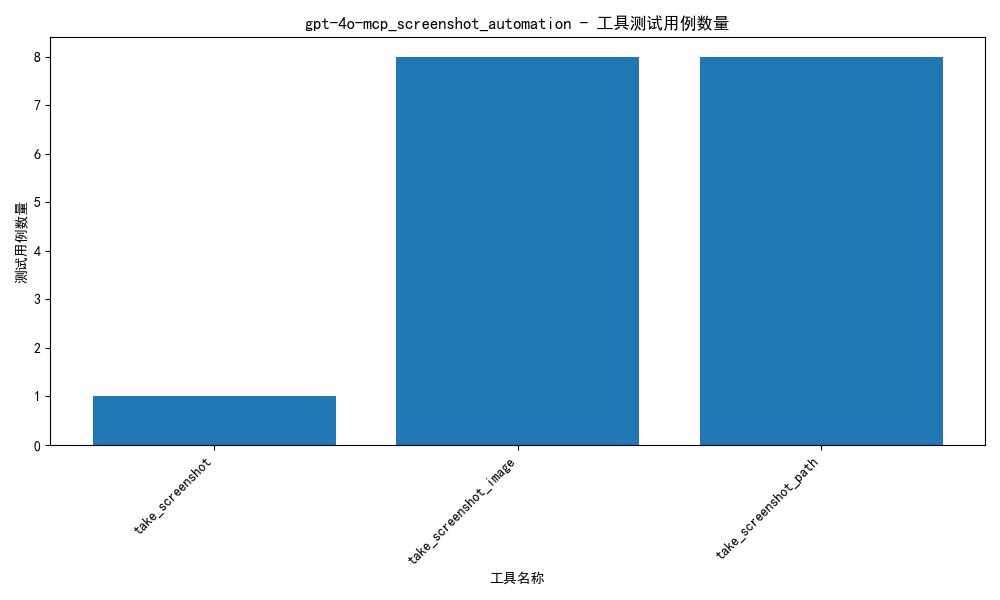 gpt-4o-mcp_screenshot_automation - 工具测试用例数量
测试用例数量
8
7
6
5
4
3
2
1
0
take_screenshot
take_screenshot_image
take_screenshot_path
工具名称